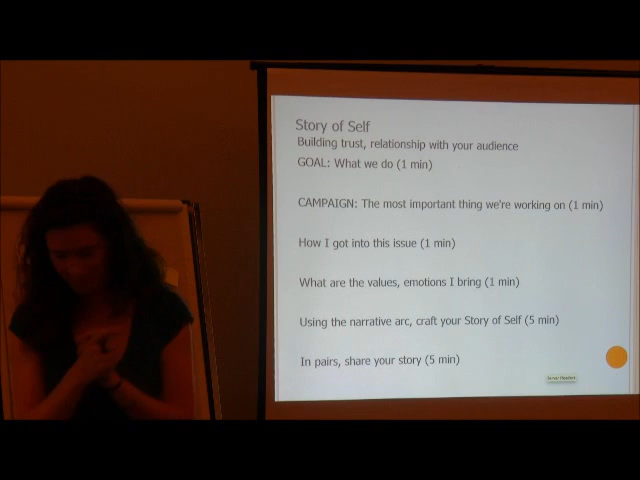 Story of Self
Building trust, relationship with your audience
GOAL: What we do (1 min)
CAMPAIGN: The most important thing we're working on (1 min)
How I got into this issue (1 min)
What are the values, emotions I bring (1 min)
Using the narrative arc, craft your Story of Self (5 min)
In pairs, share your story (5 min)